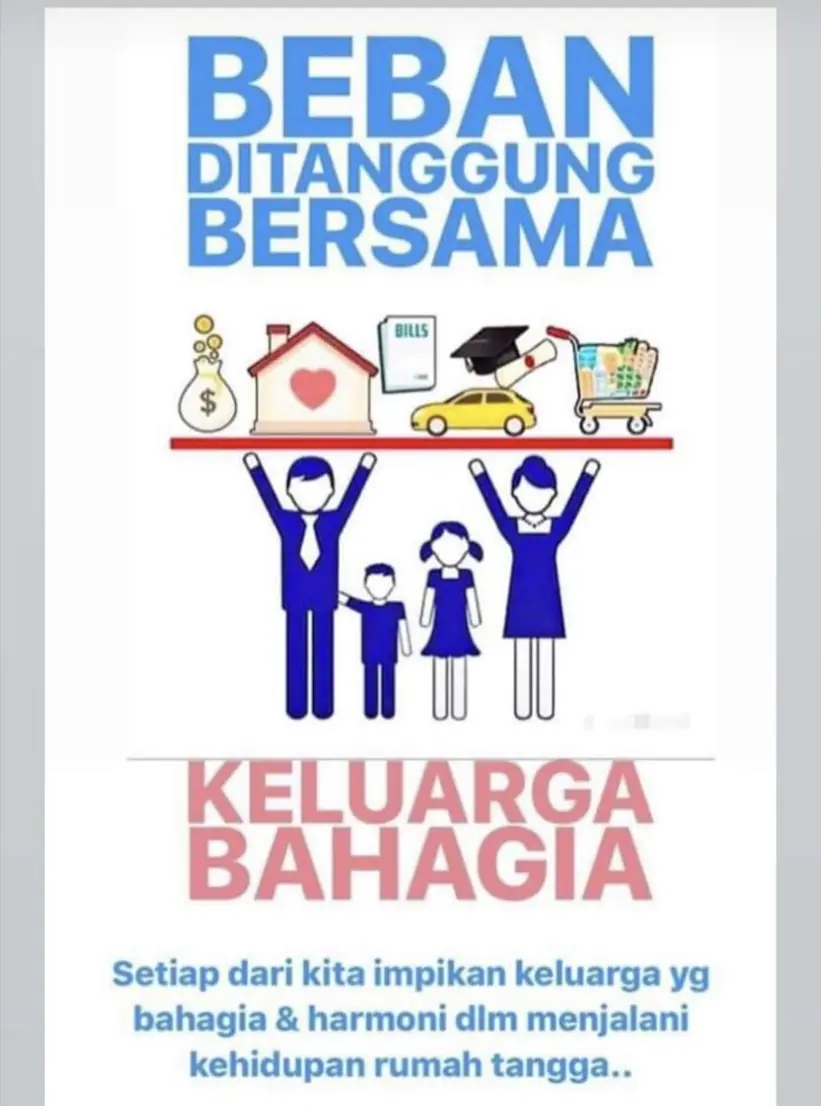 BEBAN
DITANGGUNG
BERSAMA
BILLS
$
KELUARGA
BAHAGIA
Setiap dari kita impikan keluarga yg
bahagia & harmoni dlm menjalani
kehidupan rumah tangga..